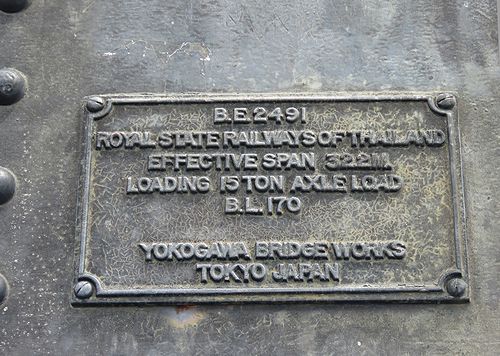 B.E.2491
ROYAL STATE RAILWAYS OF THAILAND
EFFECTIVE SPAN 32.2M.
LOADING 15 TON AXLE LOAD
B.L.170
YOKOGAWA BRIDGE WORKS
TOKYO JAPAN